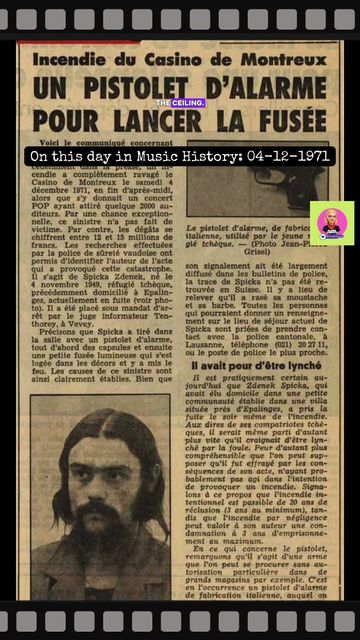 Incendie du Casino de Montreux
UN PISTOLET D'ALARME
THE CEILING.
POUR LANCER LA FUSÉE
Voici le communiqué concernant
On this day in Music History: 04-12-1971
cendie a complètement ravagé le
Casino de Montreux le samedi 4
décembre 1971, en fin d'après-midi,
alors que s'y donnait un concert
POP ayant attiré quelque 2000 au-
diteurs. Par une chance exception-
nelle, ce sinistre n'a pas fait de
victime. Par contre, les dégâts se
chiffrent entre 12 et 15 millions de
francs. Les recherches effectuées
par la police de sûreté vaudoise ont
permis d'identifier l'auteur de l'acte
qui a provoqué cette catastrophe.
Il s'agit de Spicka Zdenek, né le
4 novembre 1949, réfugié tchèque,
précédemment domicilié à Epalin-
ges, actuellement en fuite (voir pho-
to). Il a été placé sous mandat d'ar-
rêt par le juge informateur Ten-
thorey, à Vevey.
Précisons que Spicka a tiré dans
la salle avec un pistolet d'alarme,
tout d'abord des capsules et ensuite
une petite fusée lumineuse qui s'est
logée dans les décors et y a mis le
feu. Les causes de ce sinistre sont
ainsi clairement établies. Bien que
Le pistolet d'alarme, de fabrica
italienne, utilisé par le jeune
gié tchèque. — (Photo Jean-Pi
Grisel)
son signalement ait été largement
diffusé dans les bulletins de police,
la trace de Spicka n'a pas été re-
trouvée en Suisse. Il y a lieu de
relever qu'il a rasé sa moustache
et sa barbe. Toutes les personnes
qui pourraient donner un renseigne-
ment sur le lieu de séjour actuel de
Spicka sont priées de prendre con-
tact avec la police cantonale, à
Lausanne, téléphone (021) 20 27 11,
ou le poste de police le plus proche.
Il avait peur d'être lynché
Il est pratiquement certain au-
jourd'hui que Zdenek Spicka, qui
avait élu domicile dans une petite
communauté établie dans une villa
située près d'Epalinges, a pris la
fuite le soir même de l'incendie.
Aux dires de ses compatriotes tchè-
ques, il serait même parti d'autant
plus vite qu'il craignait d'être lyn-
ché par la foule. Peur d'autant plus
compréhensible que l'on peut sup-
poser qu'il fut effrayé par les con-
séquences de son acte, n'ayant pro-
bablement pas agi dans l'intention
de provoquer un incendie. Signa-
lons à ce propos que l'incendie in-
tentionnel est passible de 20 ans de
réclusion (3 ans au minimum), tan-
dis que l'incendie par négligence
peut valoir à son auteur une con-
damnation à 3 ans d'emprisonne-
ment au maximum.
En ce qui concerne le pistolet,
remarquons qu'il s'agit d'une arme
que l'on peut se procurer sans au-
torisation particulière dans de
grands magasins par exemple. C'est
en l'occurrence un pistolet d'alarme
de fabrication italienne, auquel on